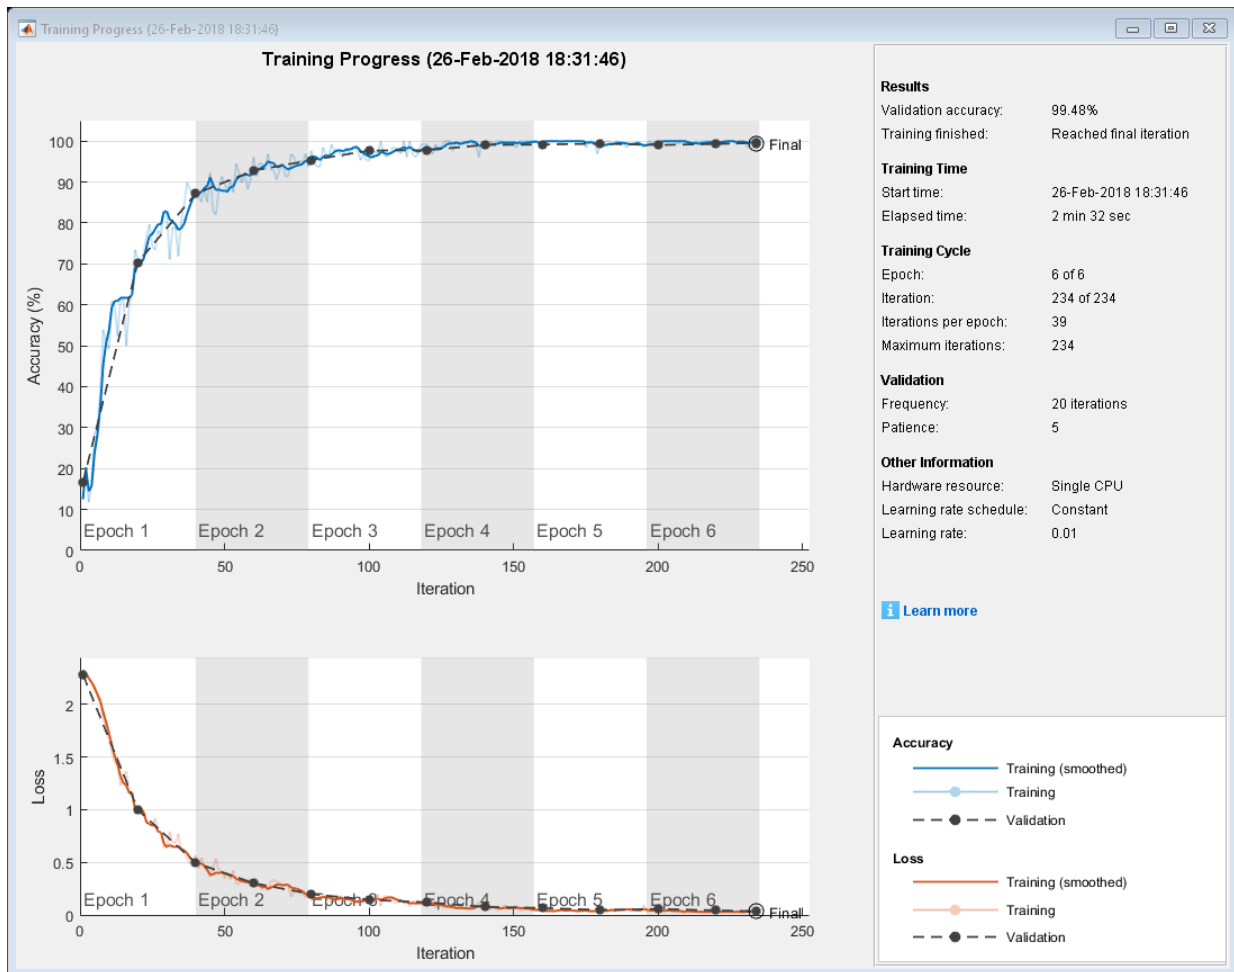 Training Progress (26-Feb-2018 18:31:46)
Training Progress (26-Feb-2018 18:31:46)
100
90
80
70
60
50
40
30
20
10
0
Accuracy (%)
Final
Epoch 1 Epoch 2 Epoch 3 Epoch 4 Epoch 5 Epoch 6
0 50 100 150 200 250
Iteration
2
1.5
1
0.5
0
Loss
Epoch 1 Epoch 2 Epoch 3 Epoch 4 Epoch 5 Epoch 6
Final
0 50 100 150 200 250
Iteration
Results
Validation accuracy: 99.48%
Training finished: Reached final iteration
Training Time
Start time: 26-Feb-2018 18:31:46
Elapsed time: 2 min 32 sec
Training Cycle
Epoch: 6 of 6
Iteration: 234 of 234
Iterations per epoch: 39
Maximum iterations: 234
Validation
Frequency: 20 iterations
Patience: 5
Other Information
Hardware resource: Single CPU
Learning rate schedule: Constant
Learning rate: 0.01
i Learn more
Accuracy
Training (smoothed)
Training
Validation
Loss
Training (smoothed)
Training
Validation